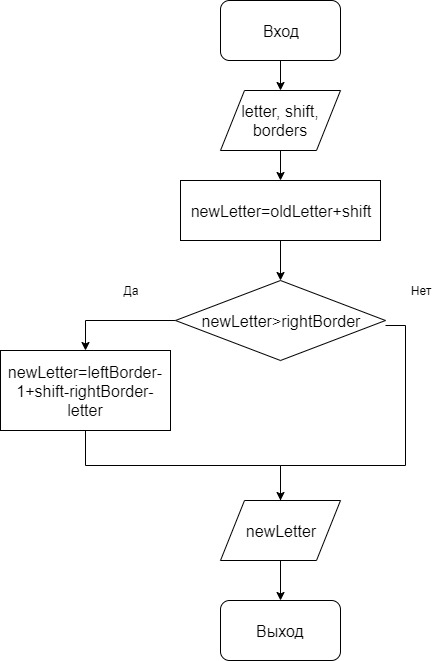 Вход
letter, shift,
borders
newLetter=oldLetter+shift
Да
Нет
newLetter>rightBorder
newLetter=leftBorder-
1+shift-rightBorder-
letter
newLetter
Выход